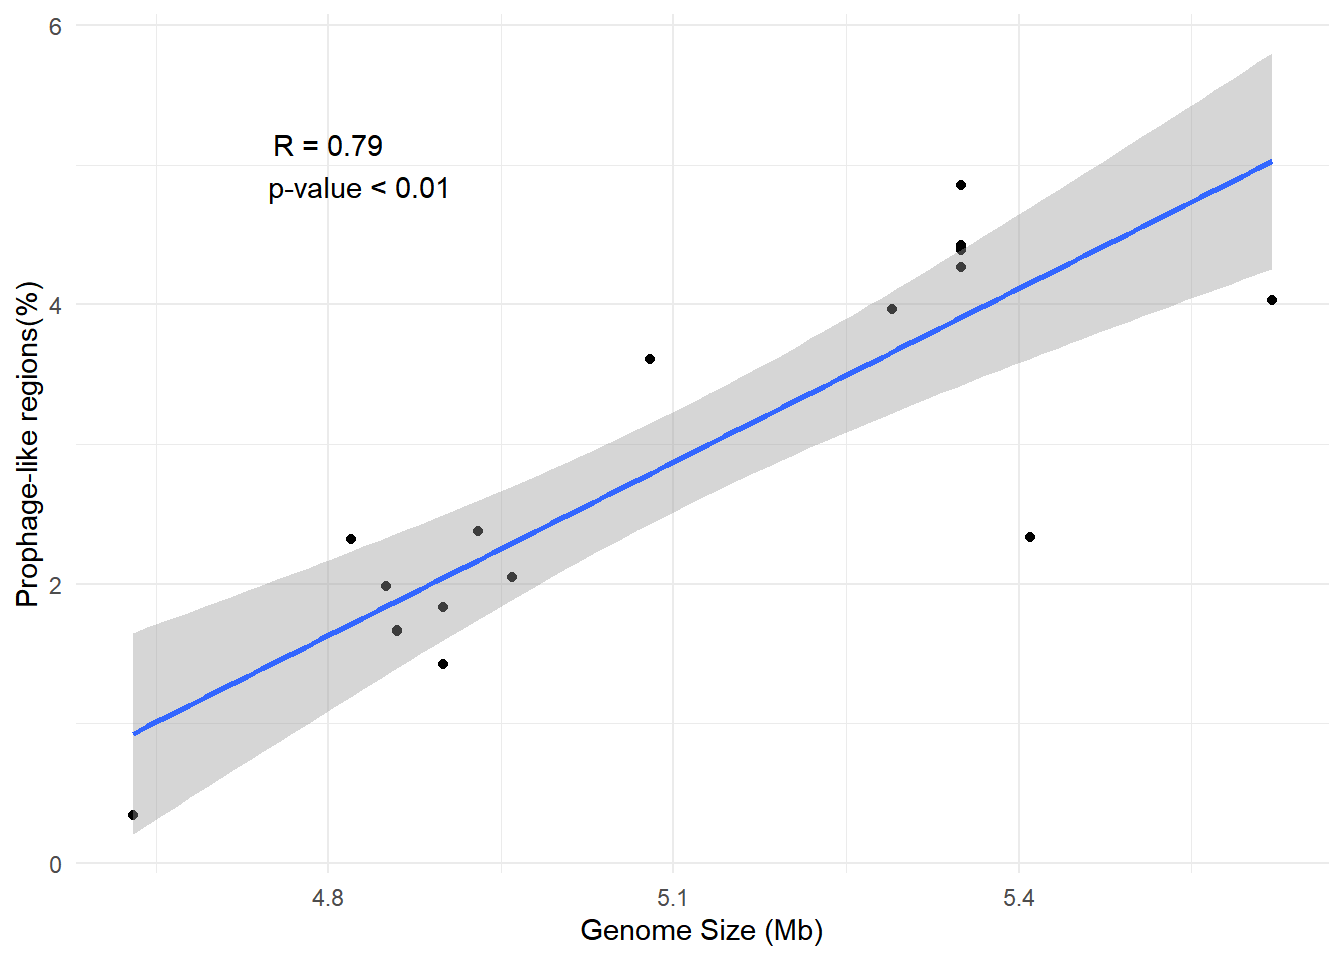 6
R = 0.79
p-value < 0.01
Prophage-like regions(%)
4
2
0
4.8
5.1
5.4
Genome Size (Mb)